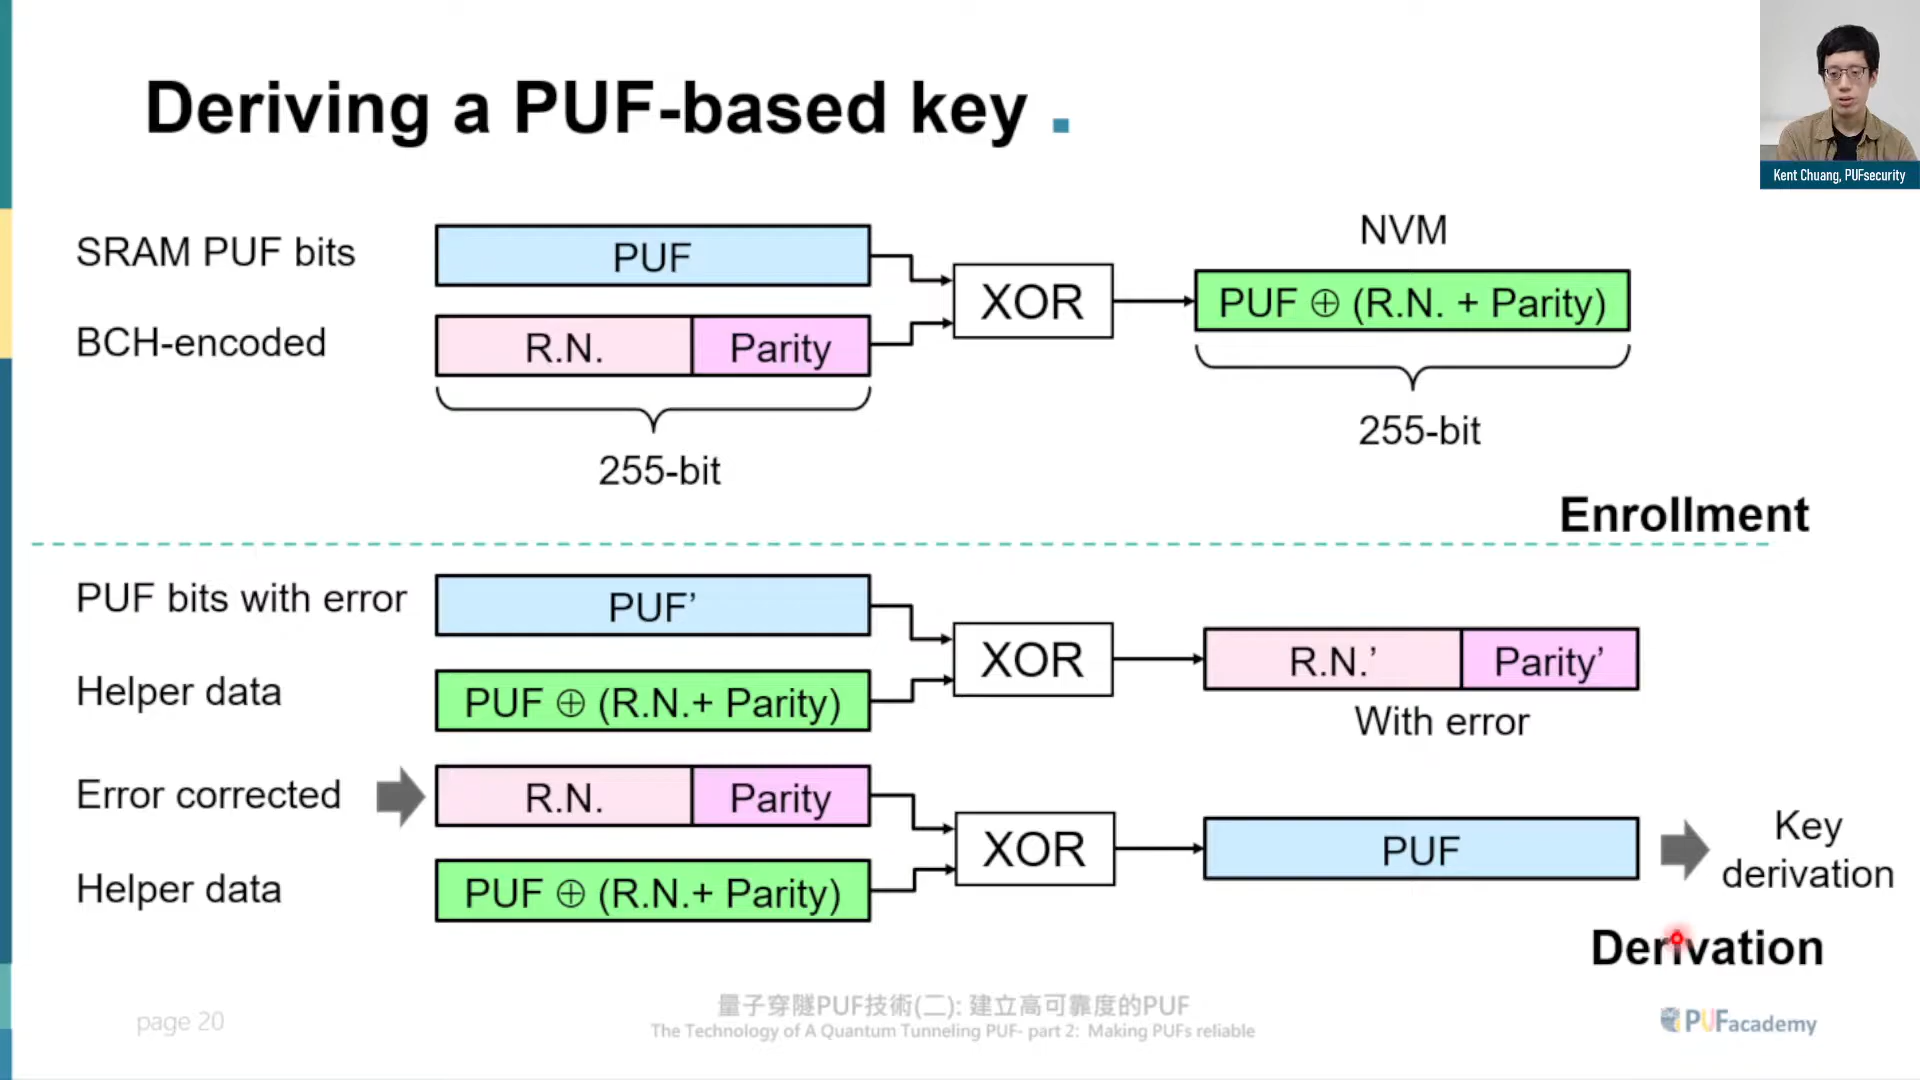 Deriving a PUF-based key .
Kent Chuang, PUFsecurity
SRAM PUF bits
PUF
BCH-encoded
R.N.
Parity
255-bit
XOR
NVM
PUF ⊕ (R.N. + Parity)
255-bit
Enrollment
PUF bits with error
PUF’
Helper data
PUF ⊕ (R.N.+ Parity)
XOR
R.N.’
Parity’
With error
Error corrected
R.N.
Parity
Helper data
PUF ⊕ (R.N.+ Parity)
XOR
PUF
Key
derivation
Derivation
page 20
量子穿隧PUF技術(二): 建立高可靠度的PUF
The Technology of A Quantum Tunneling PUF- part 2: Making PUFs reliable
PUFacademy